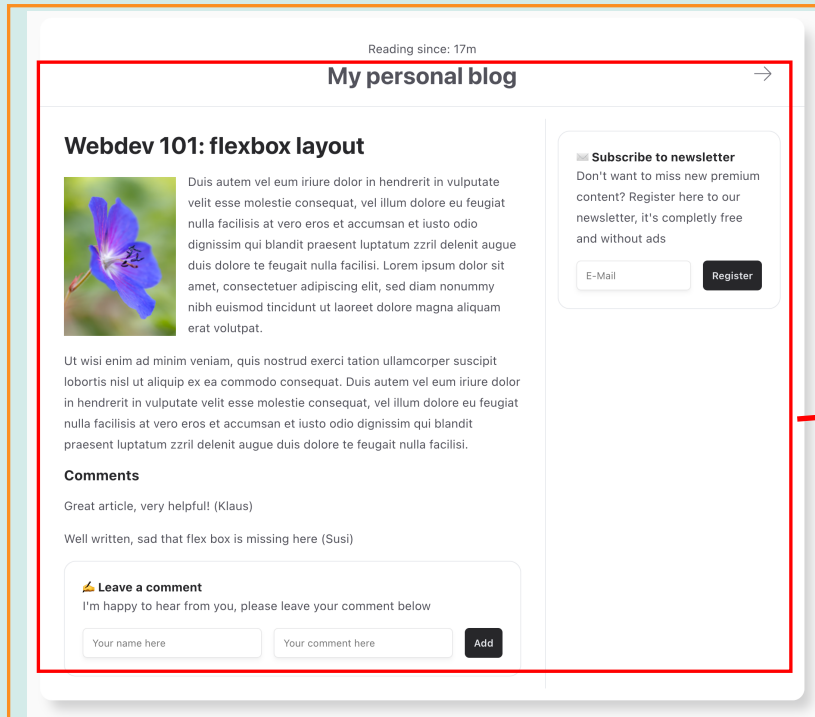 Reading since: 17m
My personal blog
Webdev 101: flexbox layout
Duis autem vel eum iriure dolor in hendrerit in vulputate
velit esse molestie consequat, vel illum dolore eu feugiat
nulla facilisis at vero eros et accumsan et iusto odio
dignissim qui blandit praesent luptatum zzril delenit augue
duis dolore te feugait nulla facilisi. Lorem ipsum dolor sit
amet, consectetuer adipiscing elit, sed diam nonummy
nibh euismod tincidunt ut laoreet dolore magna aliquam
erat volutpat.
Ut wisi enim ad minim veniam, quis nostrud exerci tation ullamcorper suscipit
lobortis nisl ut aliquip ex ea commodo consequat. Duis autem vel eum iriure dolor
in hendrerit in vulputate velit esse molestie consequat, vel illum dolore eu feugiat
nulla facilisis at vero eros et accumsan et iusto odio dignissim qui blandit
praesent luptatum zzril delenit augue duis dolore te feugait nulla facilisi.
Comments
Great article, very helpful! (Klaus)
Well written, sad that flex box is missing here (Susi)
✍️ Leave a comment
I'm happy to hear from you, please leave your comment below
Your name here
Your comment here
Add
✉️ Subscribe to newsletter
Don't want to miss new premium
content? Register here to our
newsletter, it's completly free
and without ads
E-Mail
Register